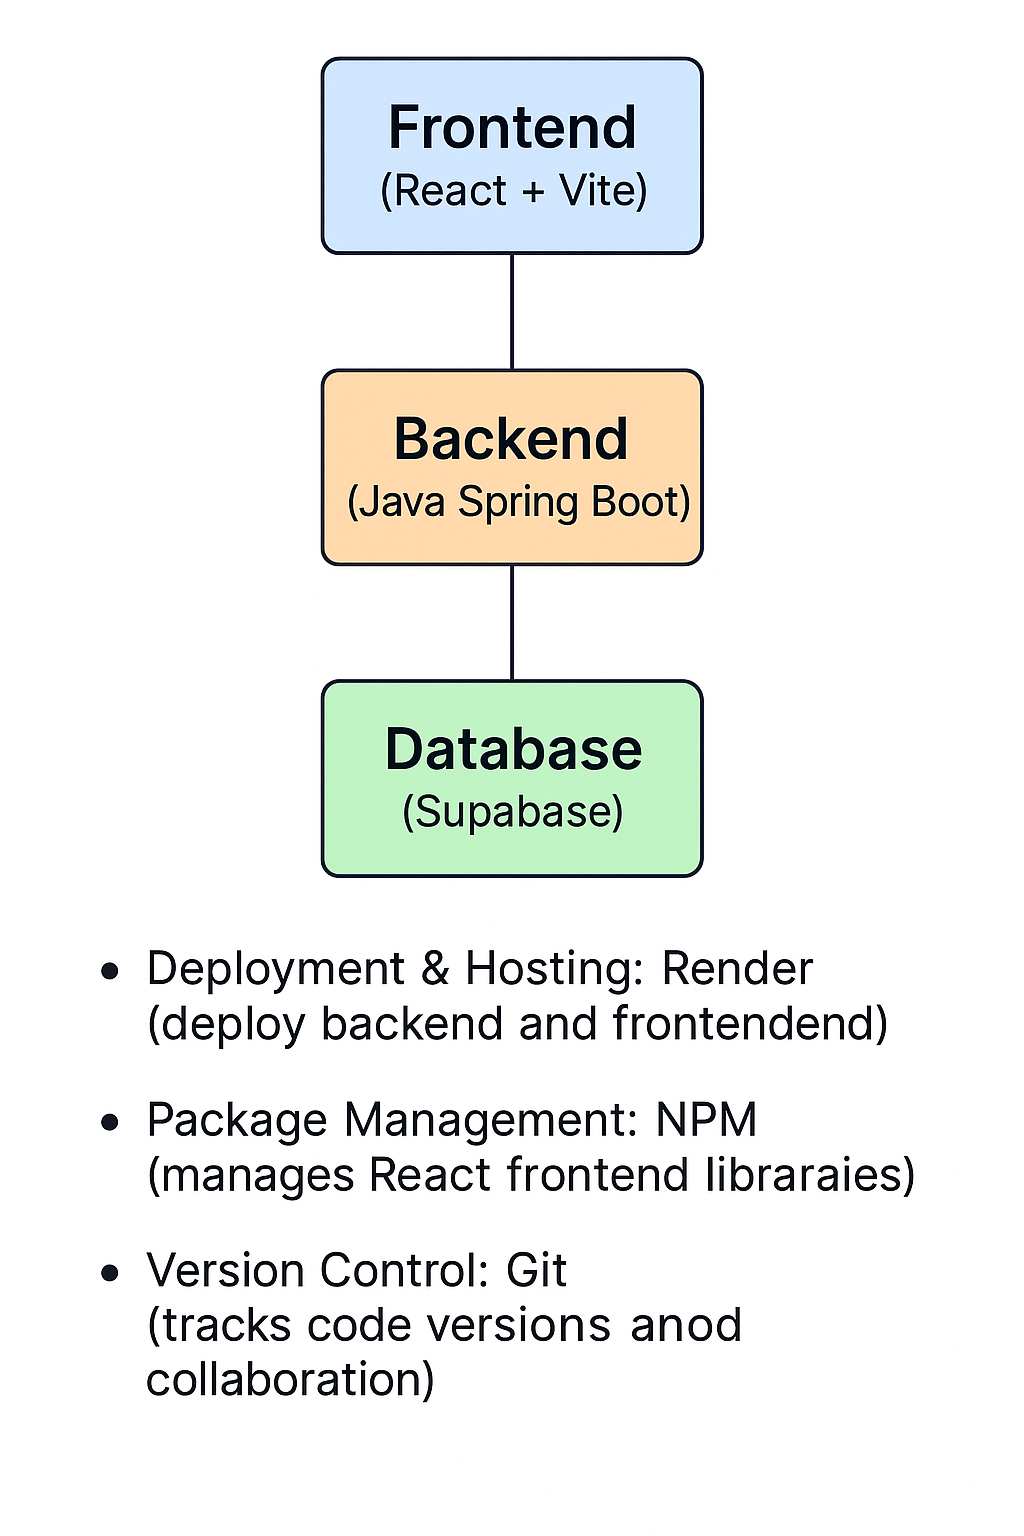 Frontend
(React + Vite)
Backend
(Java Spring Boot)
Database
(Supabase)
• Deployment & Hosting: Render
(deploy backend and frontendend)
• Package Management: NPM
(manages React frontend libraraies)
• Version Control: Git
(tracks code versions anod
collaboration)